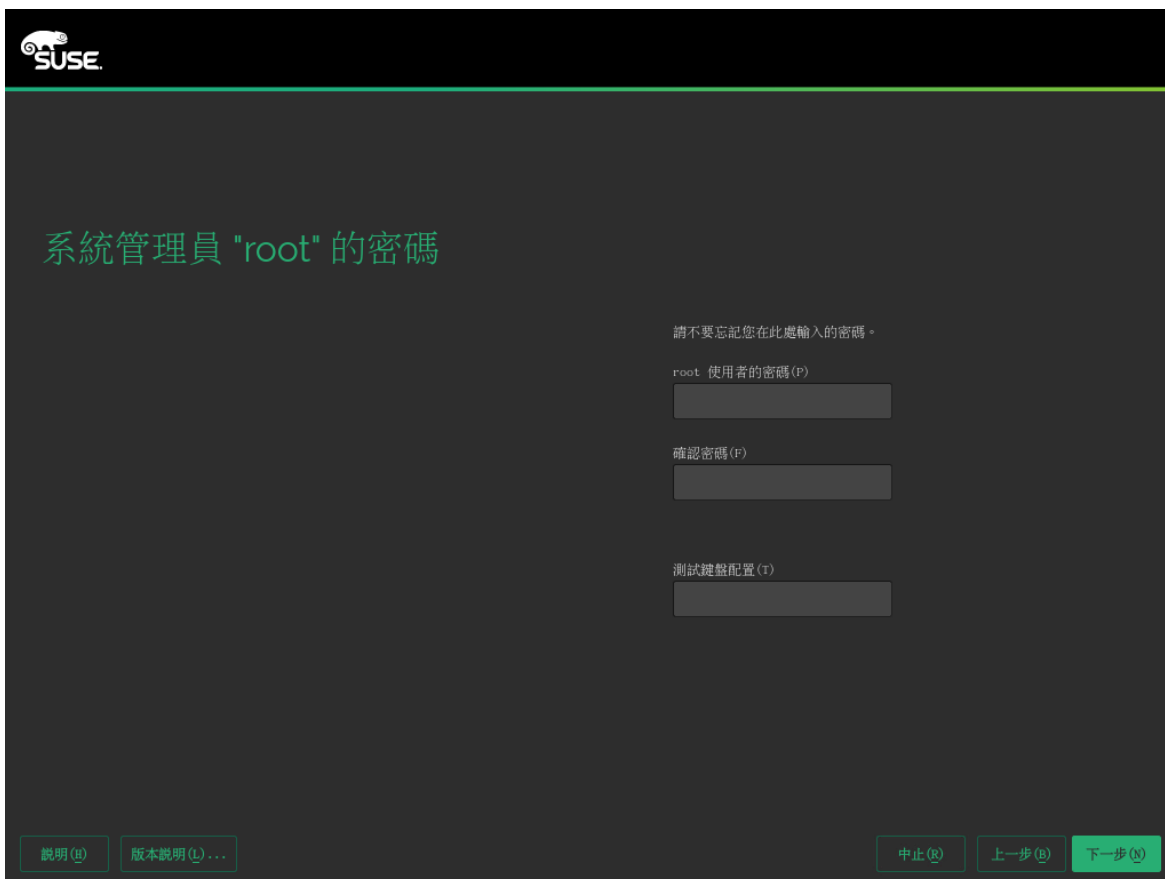 SUSE.
系統管理員 "root" 的密碼
請不要忘記您在此處輸入的密碼。
root 使用者的密碼(P)
確認密碼(F)
測試鍵盤配置(T)
說明(H)
版本說明(L)...
中止(R)
上一步(B)
下一步(N)